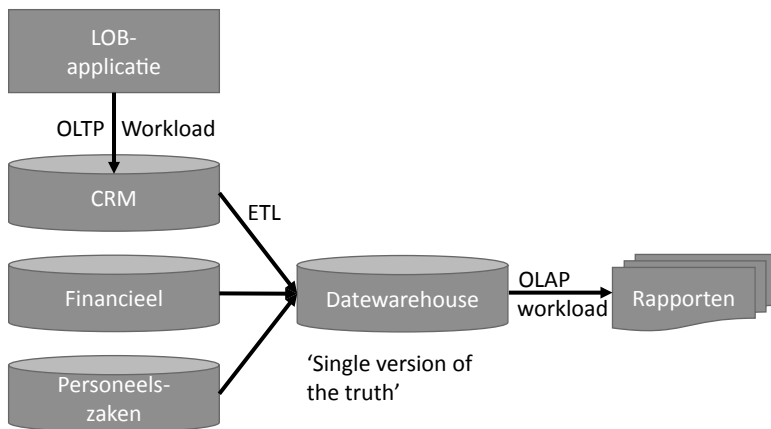 LOB-
applicatie
OLTP Workload
CRM
ETL
Financieel
Datewarehouse
OLAP
workload
Rapporten
Personeels-
zaken
‘Single version of
the truth’